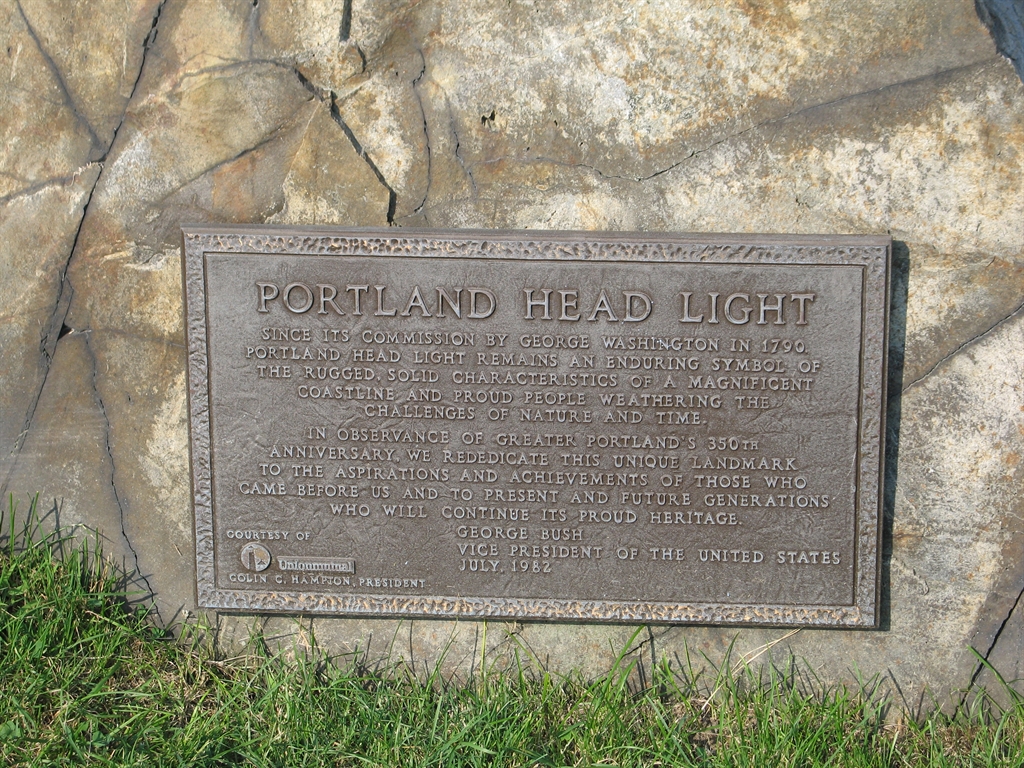 PORTLAND HEAD LIGHT
SINCE ITS COMMISSION BY GEORGE WASHINGTON IN 1790,
PORTLAND HEAD LIGHT REMAINS AN ENDURING SYMBOL OF
THE RUGGED, SOLID CHARACTERISTICS OF A MAGNIFICENT
COASTLINE AND PROUD PEOPLE WEATHERING THE
CHALLENGES OF NATURE AND TIME.
IN OBSERVANCE OF GREATER PORTLAND'S 350TH
ANNIVERSARY, WE REDEDICATE THIS UNIQUE LANDMARK
TO THE ASPIRATIONS AND ACHIEVEMENTS OF THOSE WHO
CAME BEFORE US AND TO PRESENT AND FUTURE GENERATIONS
WHO WILL CONTINUE ITS PROUD HERITAGE.
GEORGE BUSH
VICE PRESIDENT OF THE UNITED STATES
JULY, 1982
COURTESY OF
Unionmutual
COLIN C. HAMPTON, PRESIDENT